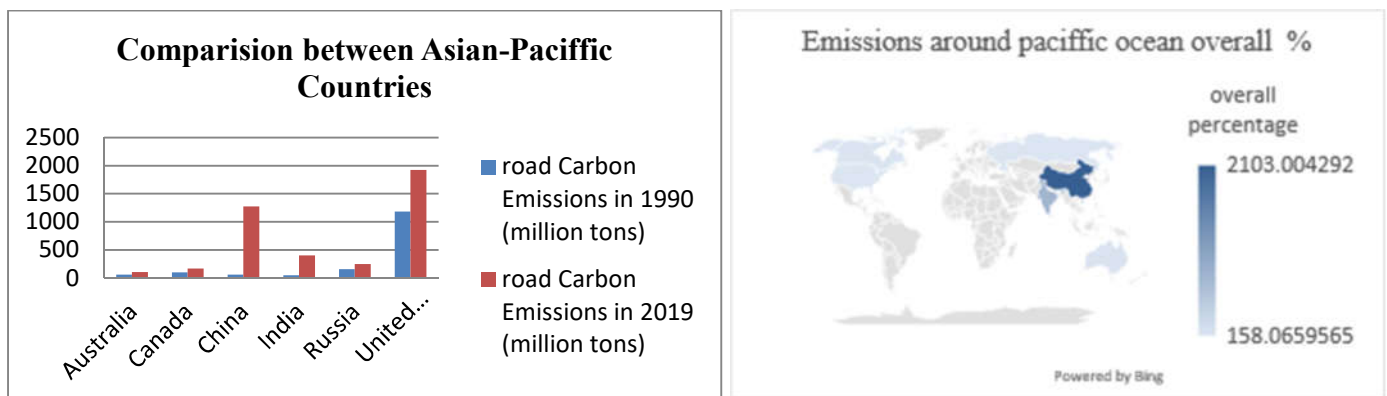 Comparision between Asian-Paciffic
Countries
2500
2000
1500
1000
500
0
Australia
Canada
China
India
Russia
United...
road Carbon
Emissions in 1990
(million tons)
road Carbon
Emissions in 2019
(million tons)
Emissions around paciffic ocean overall %
overall
percentage
2103.004292
158.0659565
Powered by Bing